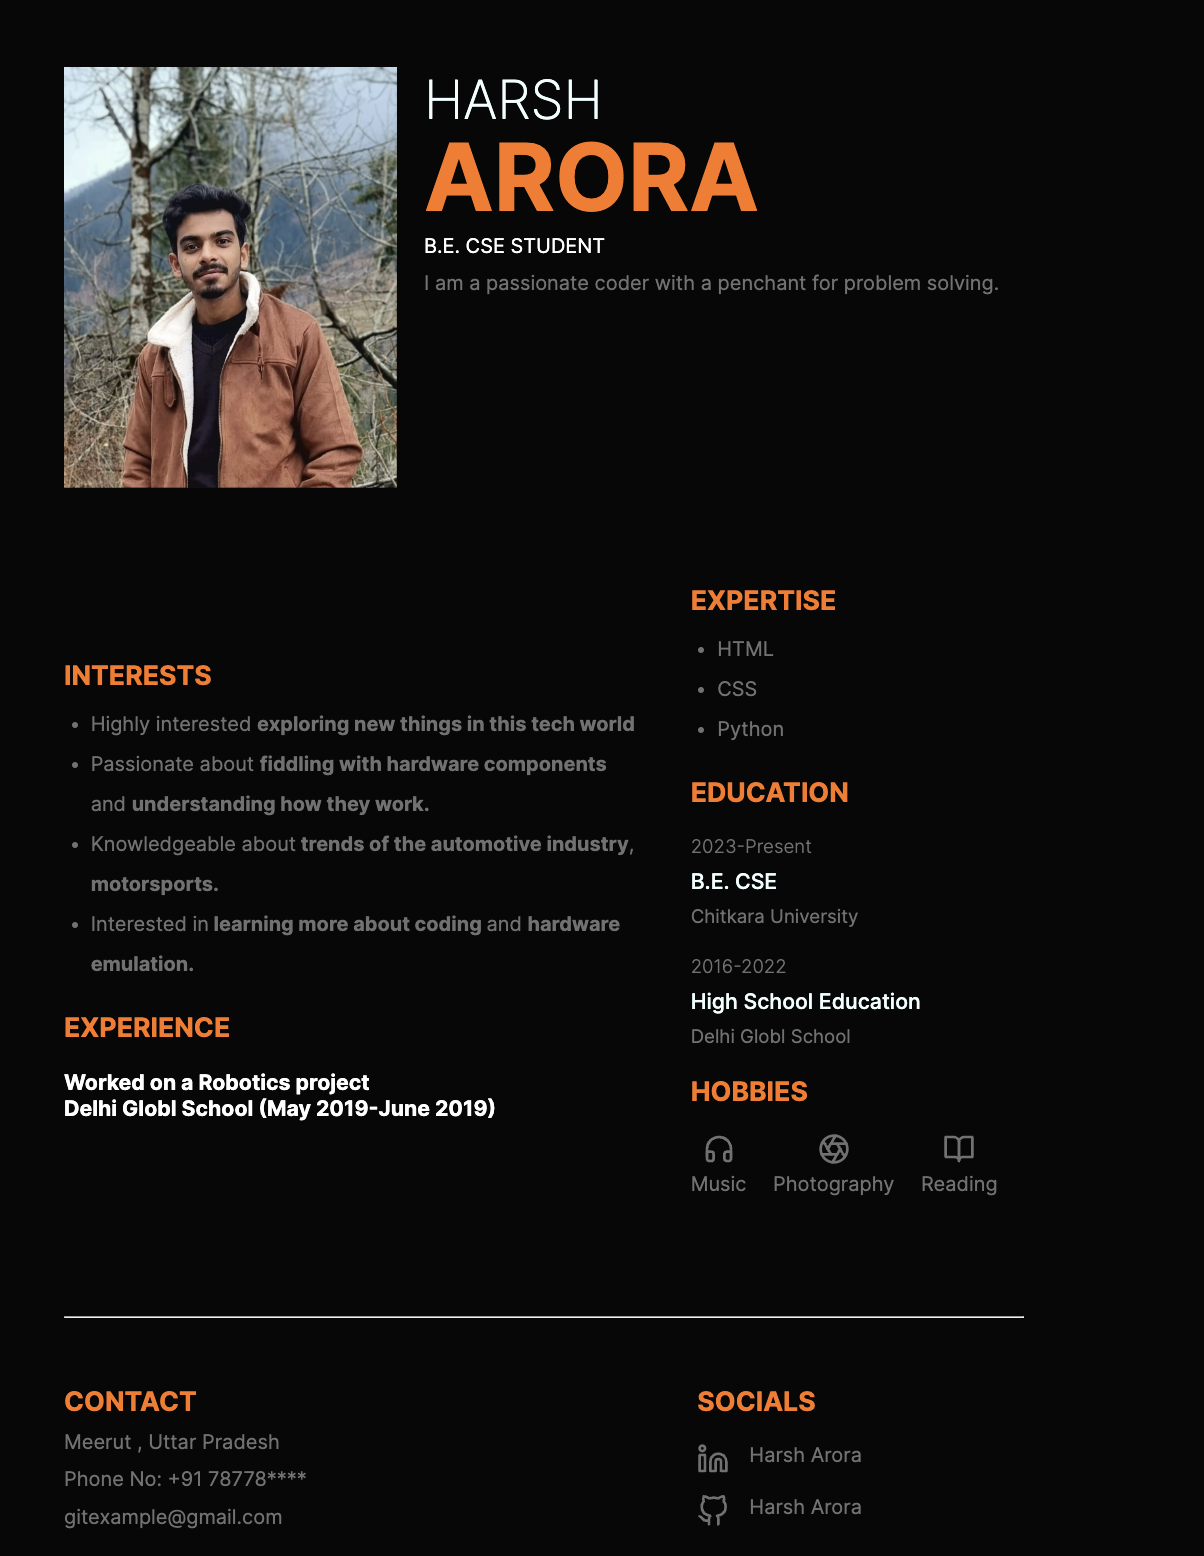 HARSH
ARORA
B.E. CSE STUDENT
I am a passionate coder with a penchant for problem solving.
INTERESTS
• Highly interested exploring new things in this tech world
• Passionate about fiddling with hardware components
and understanding how they work.
• Knowledgeable about trends of the automotive industry,
motorsports.
• Interested in learning more about coding and hardware
emulation.
EXPERIENCE
Worked on a Robotics project
Delhi Globl School (May 2019-June 2019)
EXPERTISE
• HTML
• CSS
• Python
EDUCATION
2023-Present
B.E. CSE
Chitkara University
2016-2022
High School Education
Delhi Globl School
HOBBIES
Music Photography Reading
CONTACT
Meerut , Uttar Pradesh
Phone No: +91 78778****
gitexample@gmail.com
SOCIALS
in Harsh Arora
Harsh Arora